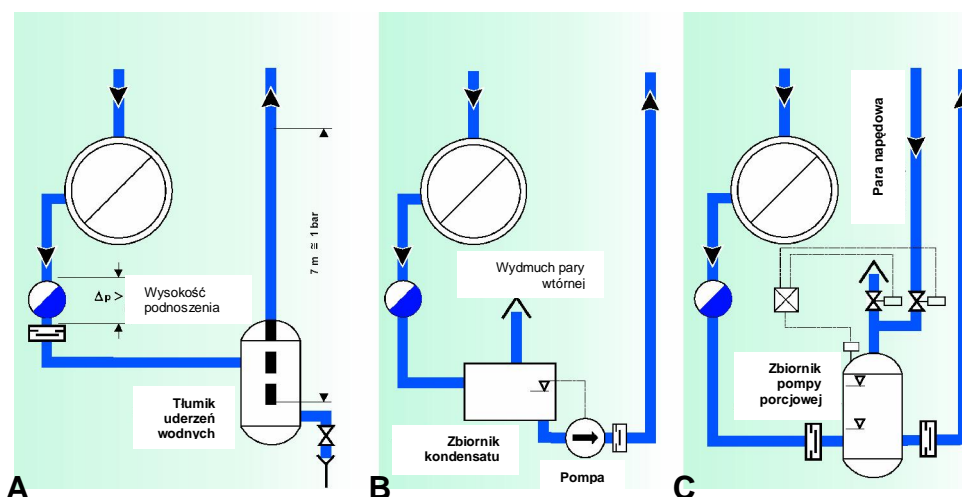 Δp >
Wysokość
podnoszenia
7 m ≅ 1 bar
Tłumik
uderzeń
wodnych
A
Wydmuch pary
wtórnej
Zbiornik
kondensatu
Pompa
B
Para napędowa
Zbiornik
pompy
porcjowej
C